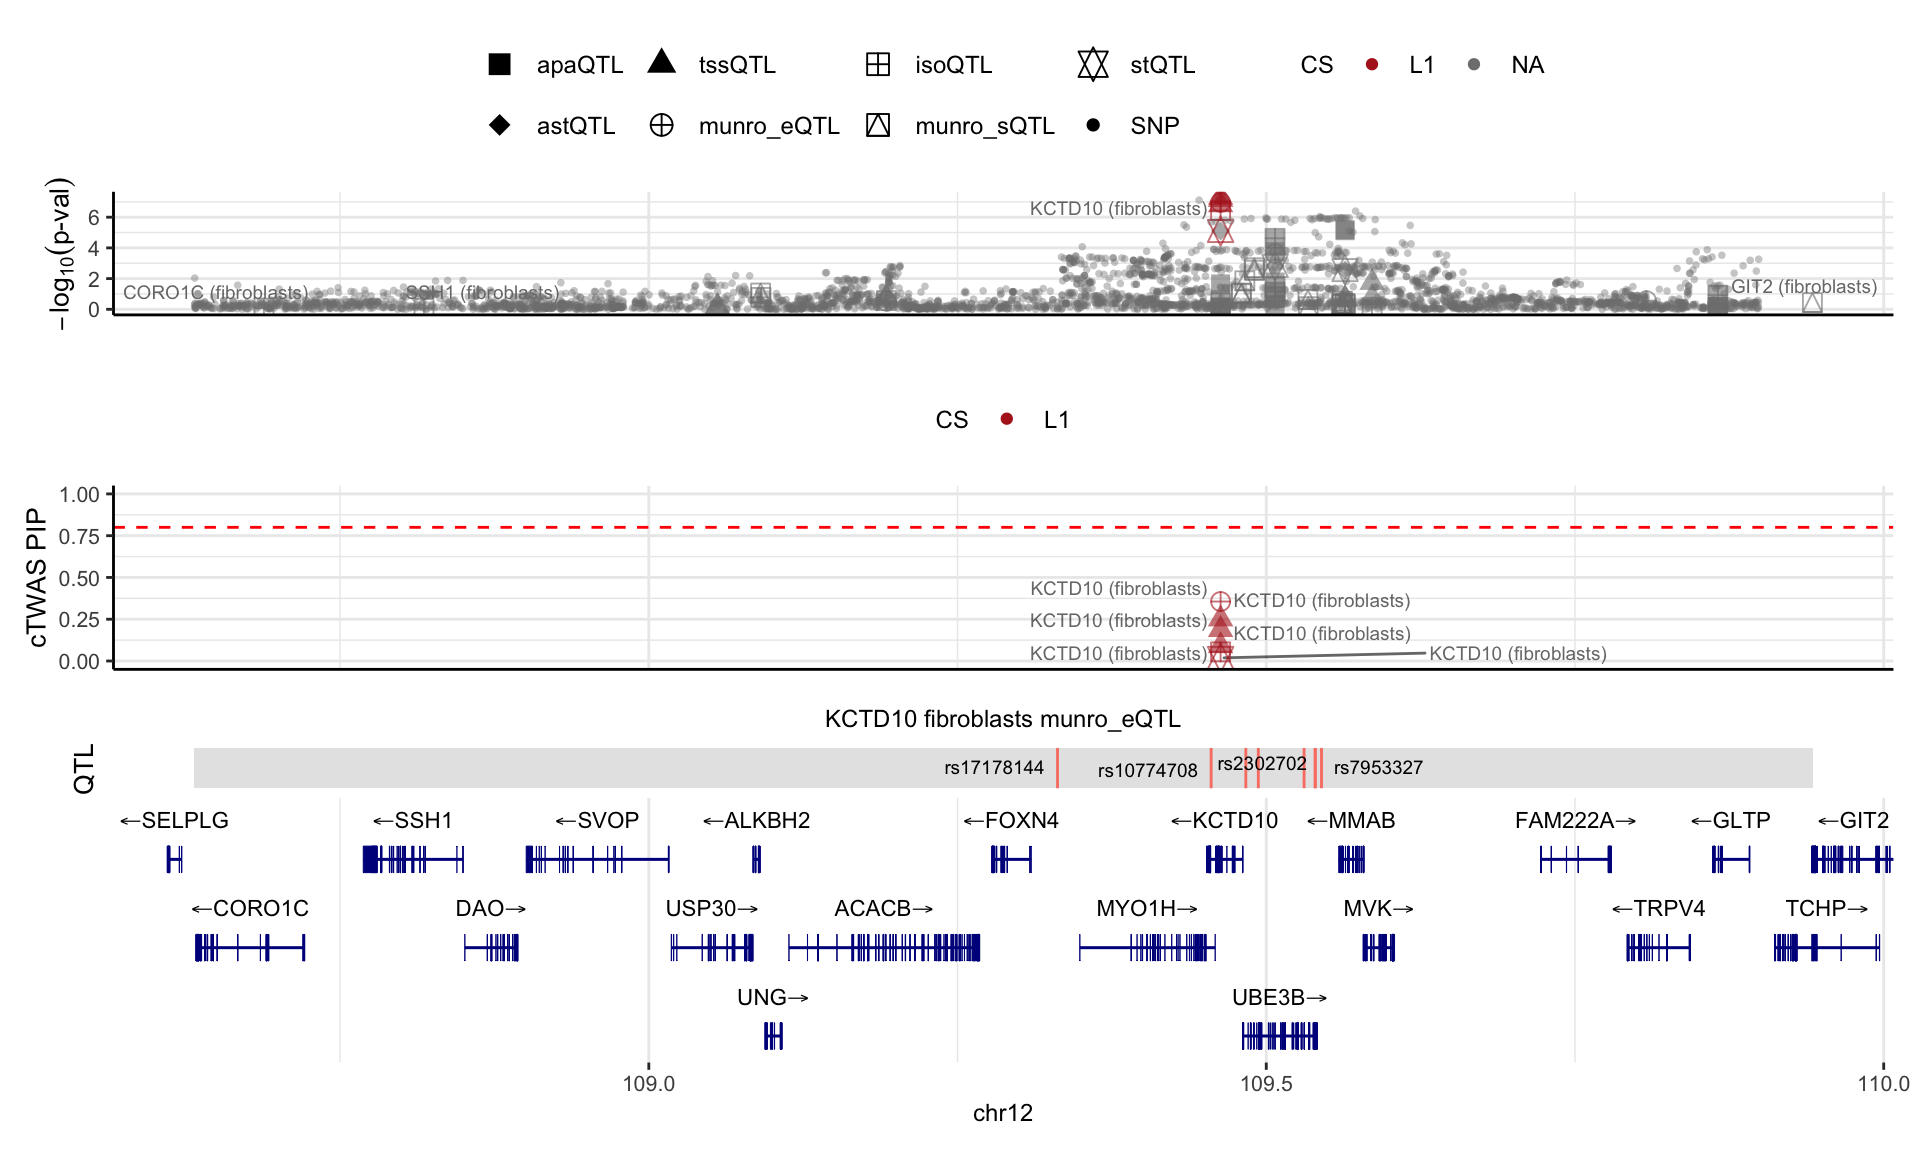 apaQTL tssQTL isoQTL stQTL CS L1 NA
astQTL munro_eQTL munro_sQTL SNP
−log10(p-val)
6
4
2
0
KCTD10 (fibroblasts)
CORO1C (fibroblasts)
SSH1 (fibroblasts)
GIT2 (fibroblasts)
CS L1
cTWAS PIP
1.00
0.75
0.50
0.25
0.00
KCTD10 (fibroblasts)
KCTD10 (fibroblasts)
KCTD10 (fibroblasts)
KCTD10 (fibroblasts)
KCTD10 (fibroblasts)
KCTD10 (fibroblasts)
KCTD10 fibroblasts munro_eQTL
QTL
rs17178144 rs10774708 rs2302702 rs7953327
←SELPLG ←SSH1 ←SVOP ←ALKBH2 ←FOXN4 ←KCTD10 ←MMAB FAM222A→ ←GLTP ←GIT2
←CORO1C DAO→ USP30→ ACACB→ MYO1H→ MVK→ ←TRPV4 TCHP→
UNG→ UBE3B→
109.0 109.5 110.0
chr12